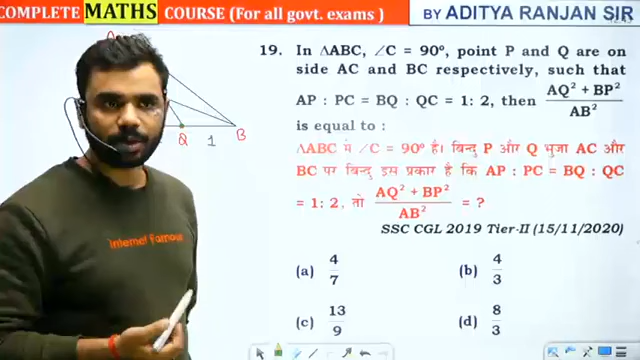 COMPLETE MATHS COURSE (For all govt. exams)
BY ADITYA RANJAN SIR
Q
1
B
19. In ∆ABC, ∠C = 90°, point P and Q are on
side AC and BC respectively, such that
AP : PC = BQ : QC = 1: 2, then (AQ² + BP²)/AB²
is equal to :
∆ABC में ∠C = 90° है। बिन्दु P और Q भुजा AC और
BC पर बिन्दु इस प्रकार है कि AP : PC = BQ : QC
= 1: 2, तो (AQ² + BP²)/AB² = ?
SSC CGL 2019 Tier-II (15/11/2020)
(a) 4/7
(b) 4/3
(c) 13/9
(d) 8/3
Internet Famous